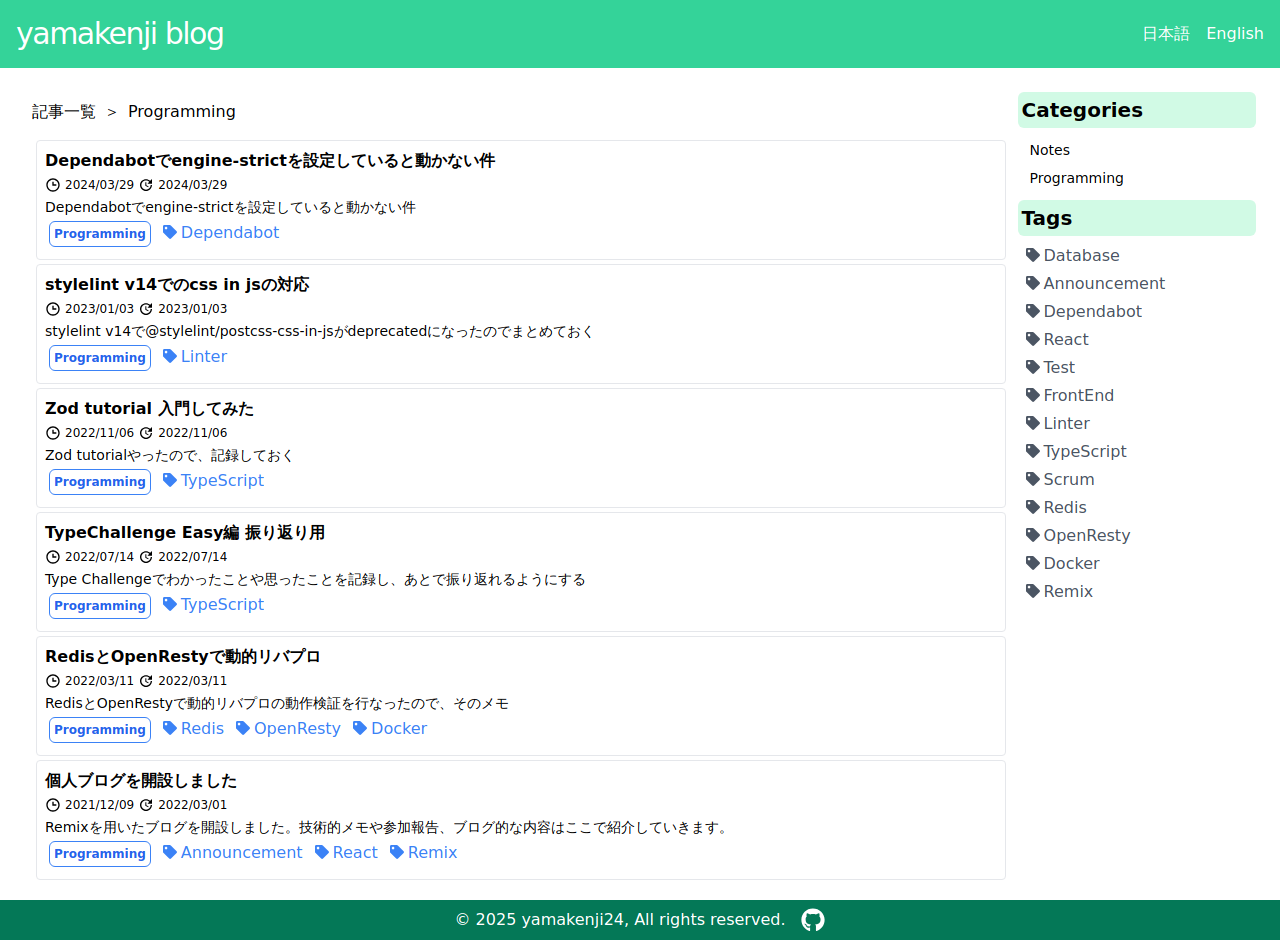 yamakenji blog
日本語 English
記事一覧 > Programming
Dependabotでengine-strictを設定していると動かない件
2024/03/29 2024/03/29
Dependabotでengine-strictを設定していると動かない件
Programming Dependabot
stylelint v14でのcss in jsの対応
2023/01/03 2023/01/03
stylelint v14で@stylelint/postcss-css-in-jsがdeprecatedになったのでまとめておく
Programming Linter
Zod tutorial 入門してみた
2022/11/06 2022/11/06
Zod tutorialやったので、記録しておく
Programming TypeScript
TypeChallenge Easy編 振り返り用
2022/07/14 2022/07/14
Type Challengeでわかったことや思ったことを記録し、あとで振り返れるようにする
Programming TypeScript
RedisとOpenRestyで動的リバプロ
2022/03/11 2022/03/11
RedisとOpenRestyで動的リバプロの動作検証を行なったので、そのメモ
Programming Redis OpenResty Docker
個人ブログを開設しました
2021/12/09 2022/03/01
Remixを用いたブログを開設しました。技術的メモや参加報告、ブログ的な内容はここで紹介していきます。
Programming Announcement React Remix
Categories
Notes
Programming
Tags
Database
Announcement
Dependabot
React
Test
FrontEnd
Linter
TypeScript
Scrum
Redis
OpenResty
Docker
Remix
© 2025 yamakenji24, All rights reserved.